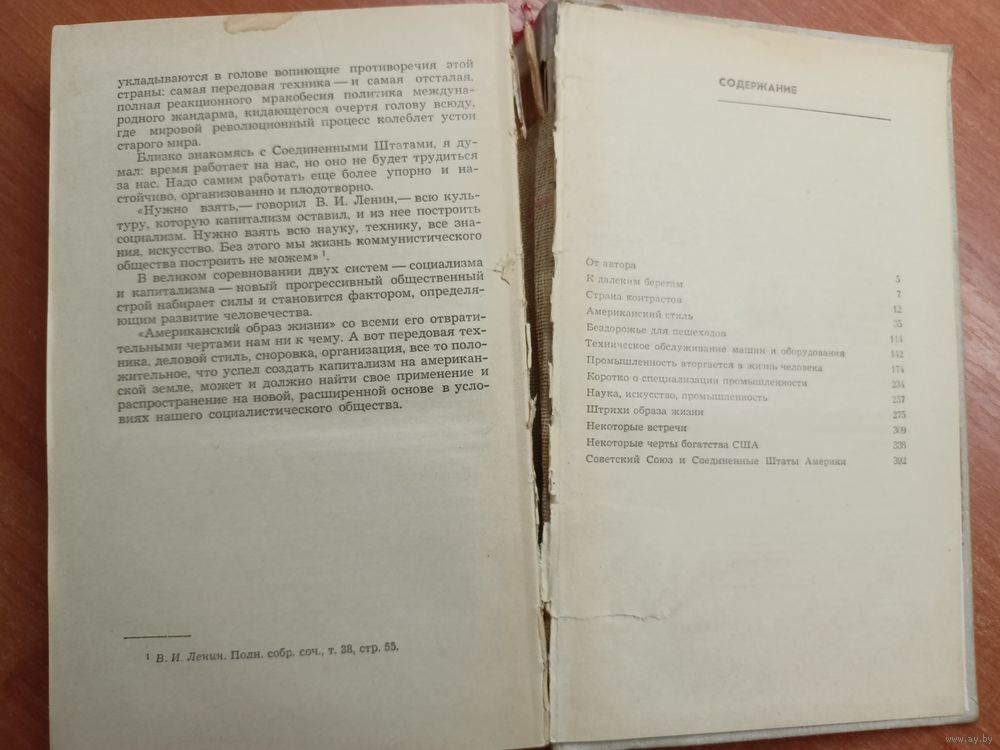 укладываются в голове вопиющие противоречия этой
страны: самая передовая техника — и самая отсталая,
полная реакционного мракобесия политика междуна-
родного жандарма, кидающегося очертя голову всюду,
где мировой революционный процесс колеблет устои
старого мира.
Близко знакомясь с Соединенными Штатами, я ду-
мал: время работает на нас, но оно не будет трудиться
за нас. Надо самим работать еще более упорно и на-
стойчиво, организованно и плодотворно.
«Нужно взять,— говорил В. И. Ленин,— всю куль-
туру, которую капитализм оставил, и из нее построить
социализм. Нужно взять всю науку, технику, все зна-
ния, искусство. Без этого мы жизнь коммунистического
общества построить не можем» ¹.
В великом соревновании двух систем — социализма
и капитализма — новый прогрессивный общественный
строй набирает силы и становится фактором, определя-
ющим развитие человечества.
«Американский образ жизни» со всеми его отврати-
тельными чертами нам ни к чему. А вот передовая тех-
ника, деловой стиль, сноровка, организация, все то поло-
жительное, что успел создать капитализм на американ-
ской земле, может и должно найти свое применение и
распространение на новой, расширенной основе в усло-
виях нашего социалистического общества.
¹ В. И. Ленин. Полн. собр. соч., т. 38, стр. 55.
СОДЕРЖАНИЕ
От автора 5
К далеким берегам 7
Страна контрастов 12
Американский стиль 35
Бездорожье для пешеходов 114
Техническое обслуживание машин и оборудования 142
Промышленность вторгается в жизнь человека 174
Коротко о специализации промышленности 234
Наука, искусство, промышленность 257
Штрихи образа жизни 275
Некоторые встречи 309
Некоторые черты богатства США 338
Советский Союз и Соединенные Штаты Америки 392
www.ay.by